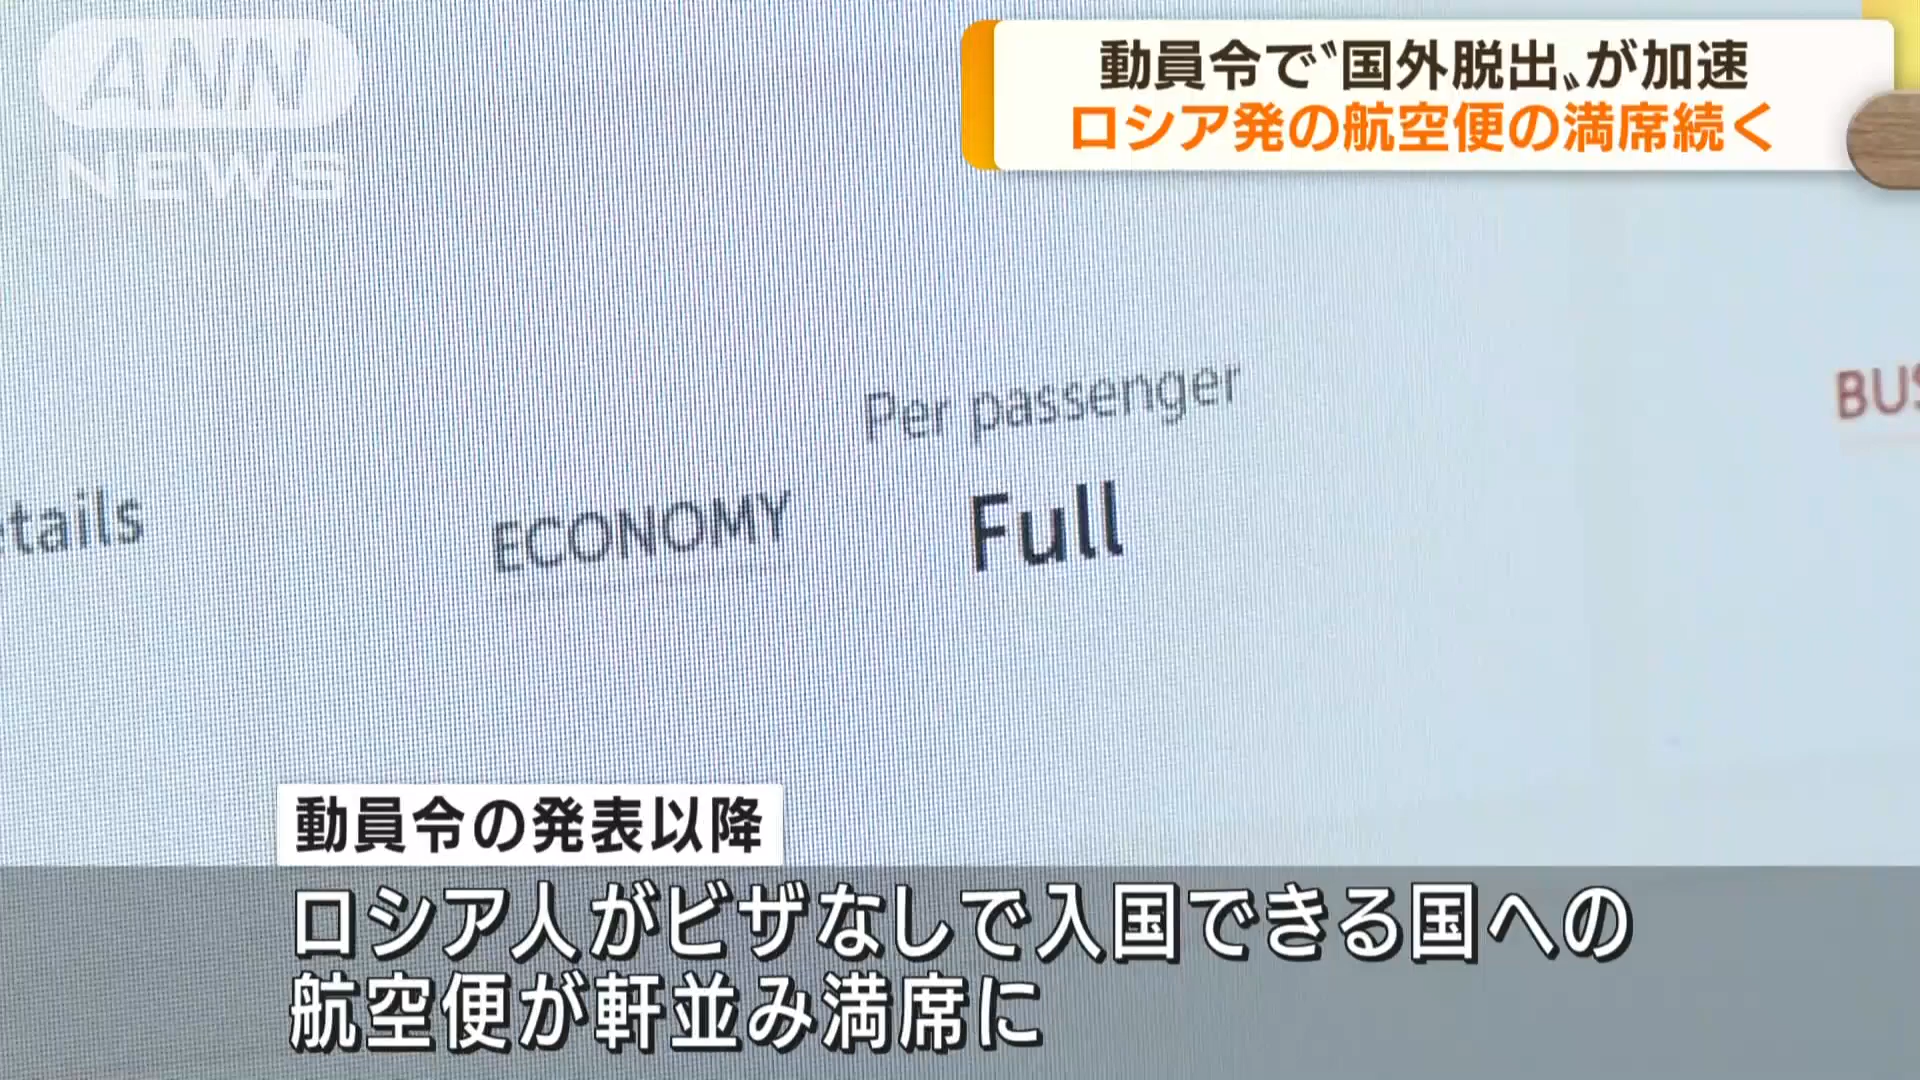 ANN
NEWS
動員令で〝国外脱出〟が加速
ロシア発の航空便の満席続く
Per passenger
ECONOMY
Full
動員令の発表以降
ロシア人がビザなしで入国できる国への
航空便が軒並み満席に